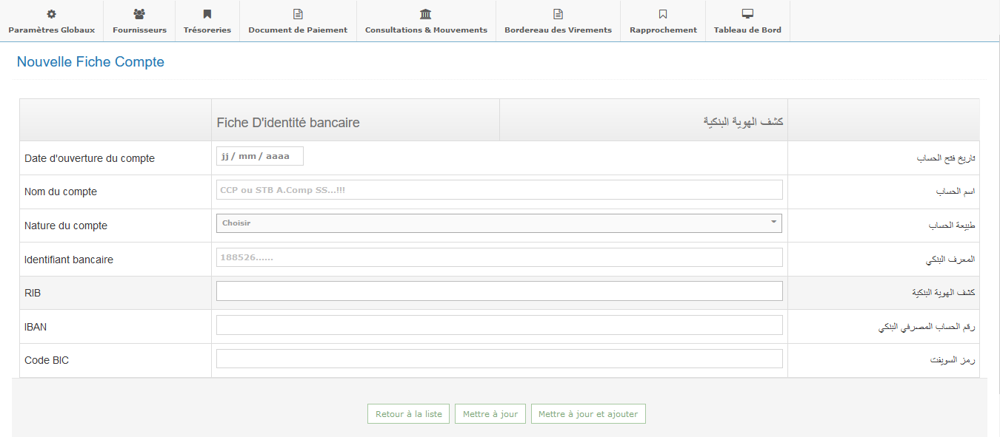 Paramètres Globaux Fournisseurs Trésoreries Document de Paiement Consultations & Mouvements Bordereau des Virements Rapprochement Tableau de Bord
Nouvelle Fiche Compte
Fiche D'identité bancaire كشف الهوية البنكية
Date d'ouverture du compte jj / mm / aaaa تاريخ فتح الحساب
Nom du compte CCP ou STB A.Comp SS...!!! اسم الحساب
Nature du compte Choisir طبيعة الحساب
Identifiant bancaire 188526...... المعرف البنكي
RIB كشف الهوية البنكية
IBAN رقم الحساب المصرفي البنكي
Code BIC رمز السويفت
Retour à la liste Mettre à jour Mettre à jour et ajouter